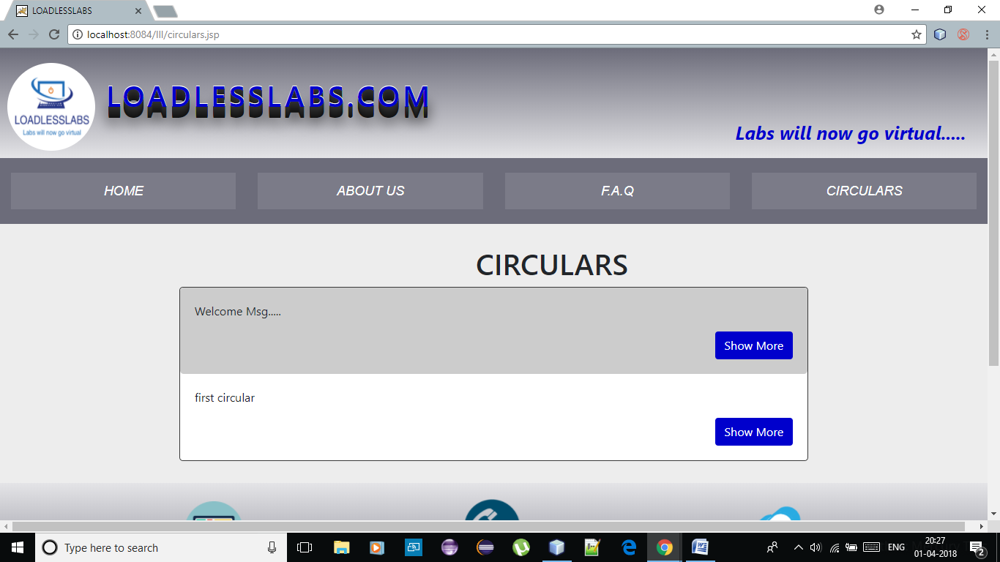 LOADLESSLABS
localhost:8084/lll/circulars.jsp
LOADLESSLABS
Labs will now go virtual
LOADLESSLABS.COM
Labs will now go virtual.....
HOME
ABOUT US
F.A.Q
CIRCULARS
CIRCULARS
Welcome Msg.....
Show More
first circular
Show More
Type here to search
ENG
20:27
01-04-2018
2